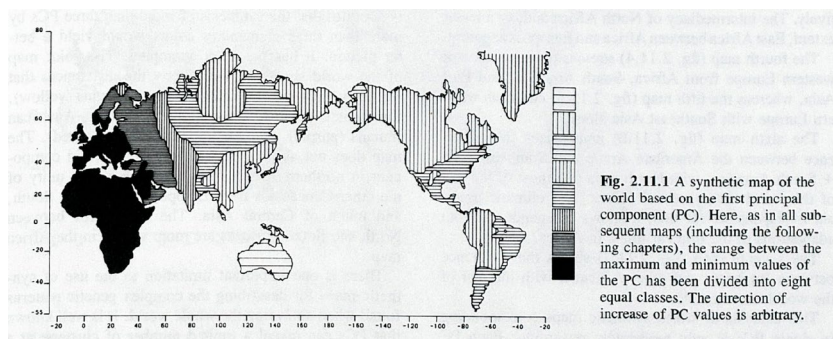 80
60
40
20
0
-20
-40
-55
-20 0 20 40 60 80 100 120 140 160 180 -160 -140 -120 -100 -80 -60 -40 -20
Fig. 2.11.1 A synthetic map of the
world based on the first principal
component (PC). Here, as in all sub-
sequent maps (including the follow-
ing chapters), the range between the
maximum and minimum values of
the PC has been divided into eight
equal classes. The direction of
increase of PC values is arbitrary.